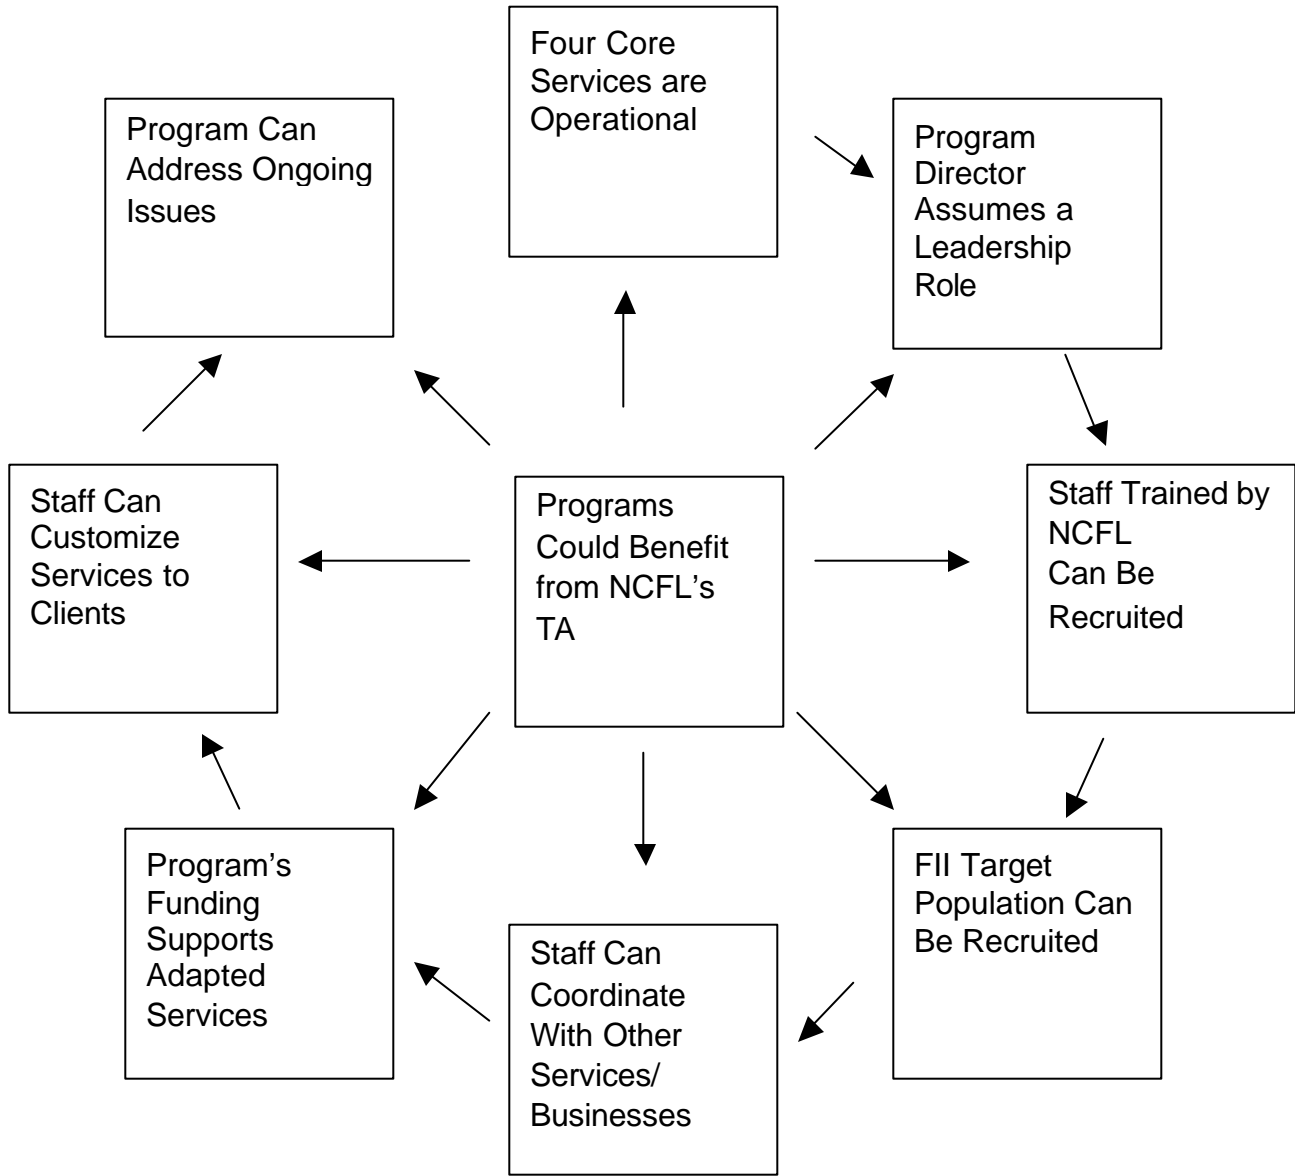 Four Core
Services are
Operational
Program Can
Address Ongoing
Issues
Program
Director
Assumes a
Leadership
Role
Staff Can
Customize
Services to
Clients
Programs
Could Benefit
from NCFL’s
TA
Staff Trained by
NCFL
Can Be
Recruited
Program’s
Funding
Supports
Adapted
Services
Staff Can
Coordinate
With Other
Services/
Businesses
FII Target
Population Can
Be Recruited